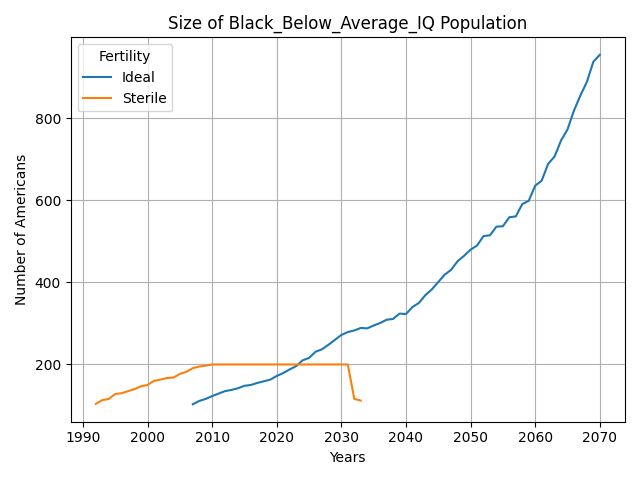 Size of Black_Below_Average_IQ Population
Fertility
Ideal
Sterile
Number of Americans
800
600
400
200
1990 2000 2010 2020 2030 2040 2050 2060 2070
Years